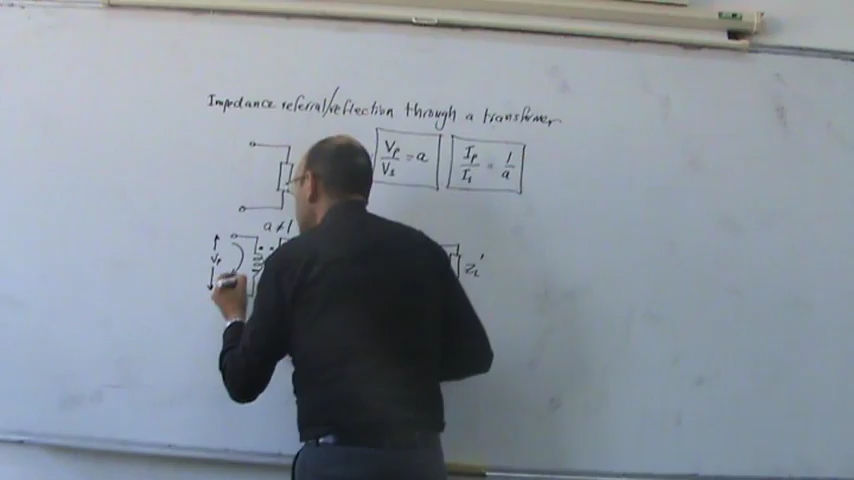 Impedance referral/reflection through a transformer
Vp/Vs = a
Ip/Is = 1/a
a ≠ 1
Vp
ZL'